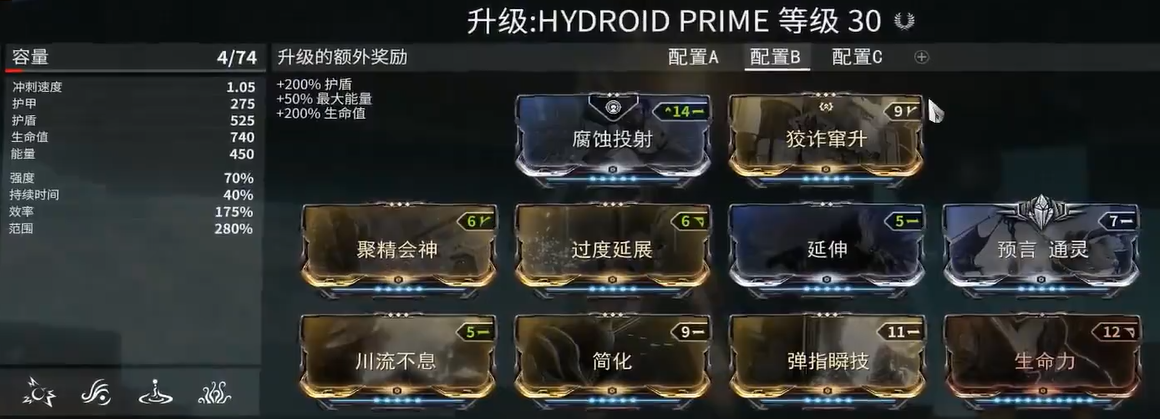 升级:HYDROID PRIME 等级 30
容量 4/74
升级的额外奖励
配置A 配置B 配置C
冲刺速度 1.05
护甲 275
护盾 525
生命值 740
能量 450
强度 70%
持续时间 40%
效率 175%
范围 280%
+200% 护盾
+50% 最大能量
+200% 生命值
^14
腐蚀投射
9
狡诈窜升
6
聚精会神
6
过度延展
5
延伸
7
预言 通灵
5
川流不息
9
简化
11
弹指瞬技
12
生命力